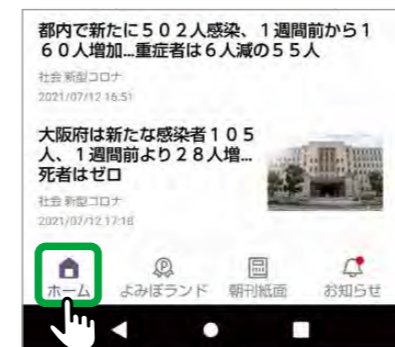 都内で新たに５０２人感染、１週間前から１
６０人増加...重症者は６人減の５５人
社会 新型コロナ
2021/07/12 16:51
大阪府は新たな感染者１０５
人、１週間前より２８人増...
死者はゼロ
社会 新型コロナ
2021/07/12 17:16
ホーム
よみぽランド
朝刊紙面
お知らせ